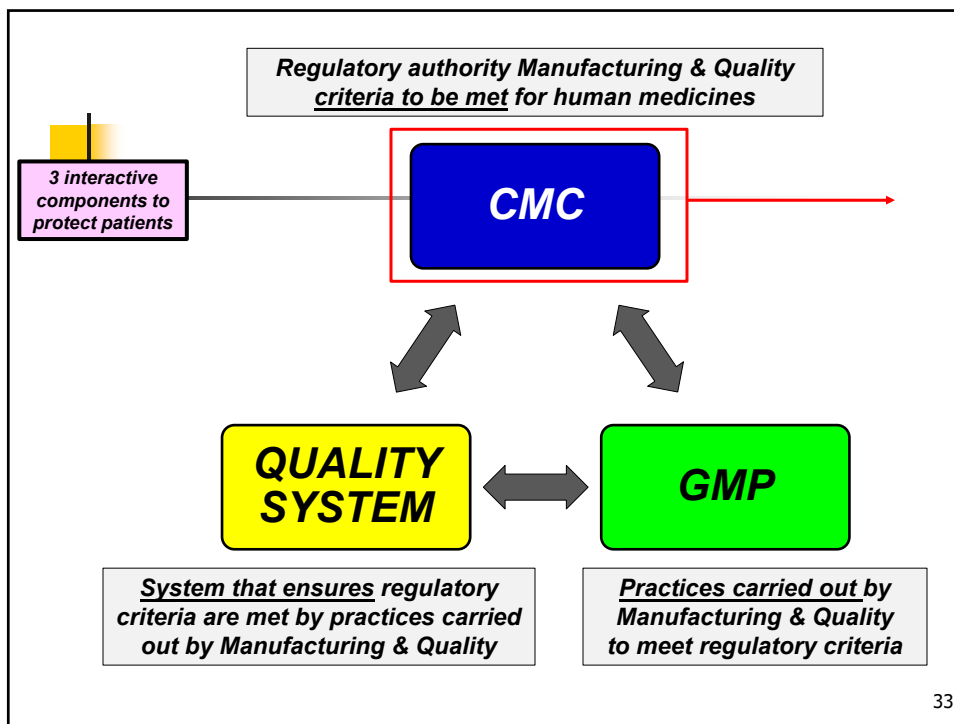 Regulatory authority Manufacturing & Quality
criteria to be met for human medicines
3 interactive
components to
protect patients
CMC
QUALITY
SYSTEM
GMP
System that ensures regulatory
criteria are met by practices carried
out by Manufacturing & Quality
Practices carried out by
Manufacturing & Quality
to meet regulatory criteria
33